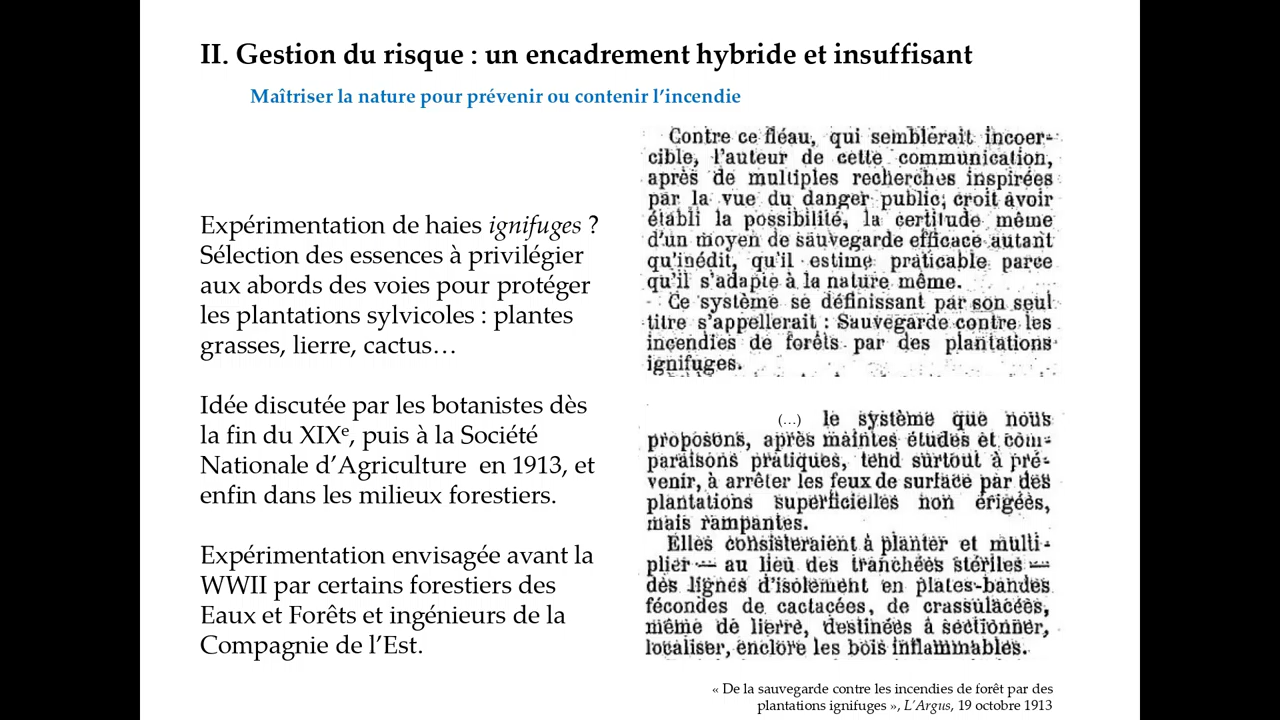 II. Gestion du risque : un encadrement hybride et insuffisant
Maîtriser la nature pour prévenir ou contenir l’incendie
Expérimentation de haies ignifuges ?
Sélection des essences à privilégier
aux abords des voies pour protéger
les plantations sylvicoles : plantes
grasses, lierre, cactus…
Idée discutée par les botanistes dès
la fin du XIXe, puis à la Société
Nationale d’Agriculture en 1913, et
enfin dans les milieux forestiers.
Expérimentation envisagée avant la
WWII par certains forestiers des
Eaux et Forêts et ingénieurs de la
Compagnie de l’Est.
Contre ce fléau, qui semblerait incoer-
cible, l’auteur de cette communication,
après de multiples recherches inspirées
par la vue du danger public, croit avoir
établi la possibilité, la certitude même
d’un moyen de sauvegarde efficace autant
qu’inédit, qu’il estime praticable parce
qu’il s’adapte à la nature même.
Ce système se définissant par son seul
titre s’appellerait : Sauvegarde contre les
incendies de forêts par des plantations
ignifuges.
(…) le système que nous
proposons, après maintes études et com-
paraisons pratiques, tend surtout à pré-
venir, à arrêter les feux de surface par des
plantations superficielles non érigées,
mais rampantes.
Elles consisteraient à planter et multi-
plier — au lieu des tranchées stériles —
des lignes d’isolement en plates-bandes
fécondes de cactacées, de crassulacées,
même de lierre, destinées à sectionner,
localiser, enclore les bois inflammables.
« De la sauvegarde contre les incendies de forêt par des
plantations ignifuges », L’Argus, 19 octobre 1913